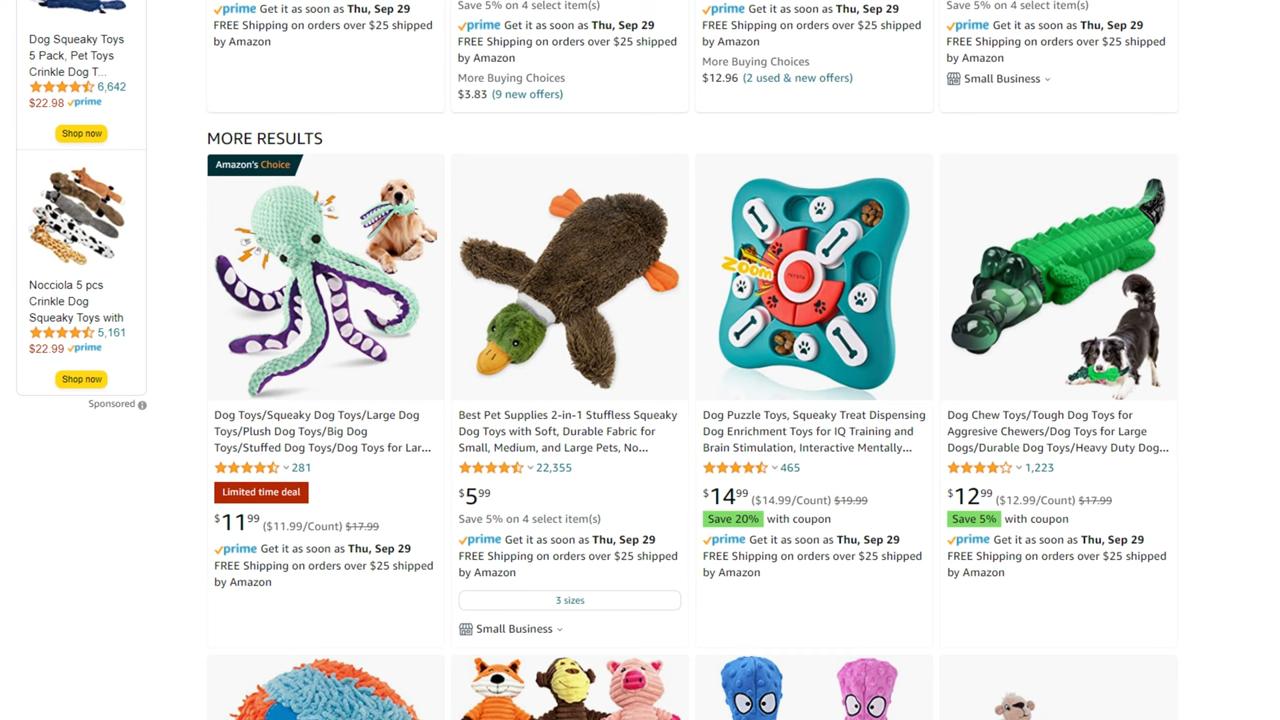 Dog Squeaky Toys
5 Pack, Pet Toys
Crinkle Dog T...
6,642
$22.98 prime
Shop now
Nocciola 5 pcs
Crinkle Dog
Squeaky Toys with
5,161
$22.99 prime
Shop now
Sponsored
prime Get it as soon as Thu, Sep 29
FREE Shipping on orders over $25 shipped
by Amazon
Save 5% on 4 select item(s)
prime Get it as soon as Thu, Sep 29
FREE Shipping on orders over $25 shipped
by Amazon
More Buying Choices
$3.83 (9 new offers)
prime Get it as soon as Thu, Sep 29
FREE Shipping on orders over $25 shipped
by Amazon
More Buying Choices
$12.96 (2 used & new offers)
Save 5% on 4 select item(s)
prime Get it as soon as Thu, Sep 29
FREE Shipping on orders over $25 shipped
by Amazon
Small Business
MORE RESULTS
Amazon's Choice
Dog Toys/Squeaky Dog Toys/Large Dog
Toys/Plush Dog Toys/Big Dog
Toys/Stuffed Dog Toys/Dog Toys for Lar...
281
Limited time deal
$11 99 ($11.99/Count) $17.99
prime Get it as soon as Thu, Sep 29
FREE Shipping on orders over $25 shipped
by Amazon
Best Pet Supplies 2-in-1 Stuffless Squeaky
Dog Toys with Soft, Durable Fabric for
Small, Medium, and Large Pets, No...
22,355
$5 99
Save 5% on 4 select item(s)
prime Get it as soon as Thu, Sep 29
FREE Shipping on orders over $25 shipped
by Amazon
3 sizes
Small Business
ZOOM
Dog Puzzle Toys, Squeaky Treat Dispensing
Dog Enrichment Toys for IQ Training and
Brain Stimulation, Interactive Mentally...
465
$14 99 ($14.99/Count) $19.99
Save 20% with coupon
prime Get it as soon as Thu, Sep 29
FREE Shipping on orders over $25 shipped
by Amazon
Dog Chew Toys/Tough Dog Toys for
Aggresive Chewers/Dog Toys for Large
Dogs/Durable Dog Toys/Heavy Duty Dog...
1,223
$12 99 ($12.99/Count) $17.99
Save 5% with coupon
prime Get it as soon as Thu, Sep 29
FREE Shipping on orders over $25 shipped
by Amazon